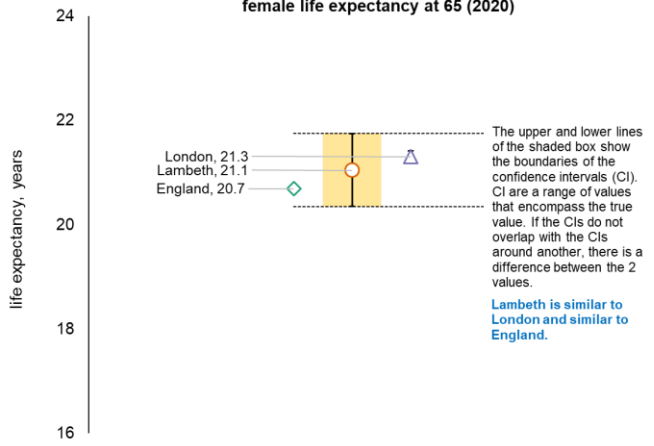 female life expectancy at 65 (2020)
24
22
20
18
16
life expectancy, years
London, 21.3
Lambeth, 21.1
England, 20.7
The upper and lower lines
of the shaded box show
the boundaries of the
confidence intervals (CI).
CI are a range of values
that encompass the true
value. If the CIs do not
overlap with the CIs
around another, there is a
difference between the 2
values.
Lambeth is similar to
London and similar to
England.